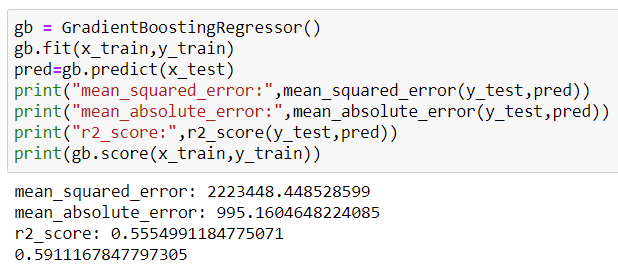 gb = GradientBoostingRegressor()
gb.fit(x_train,y_train)
pred=gb.predict(x_test)
print("mean_squared_error:",mean_squared_error(y_test,pred))
print("mean_absolute_error:",mean_absolute_error(y_test,pred))
print("r2_score:",r2_score(y_test,pred))
print(gb.score(x_train,y_train))
mean_squared_error: 2223448.448528599
mean_absolute_error: 995.1604648224085
r2_score: 0.5554991184775071
0.5911167847797305